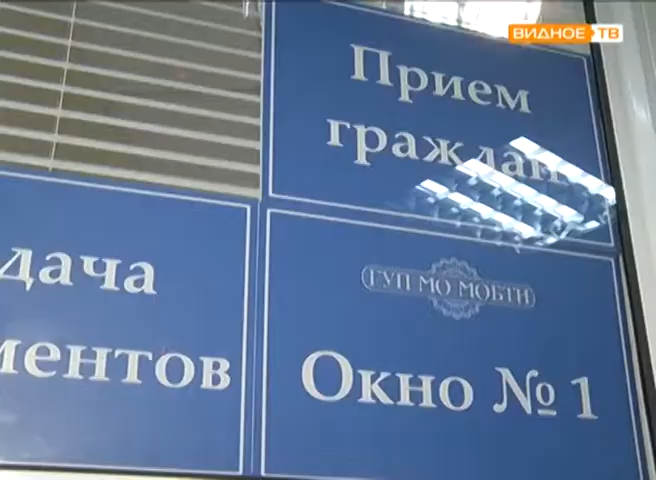 ВИДНОЕ ТВ
Прием
граждан
дача
ментов
ГУП МО МОБТИ
Окно № 1